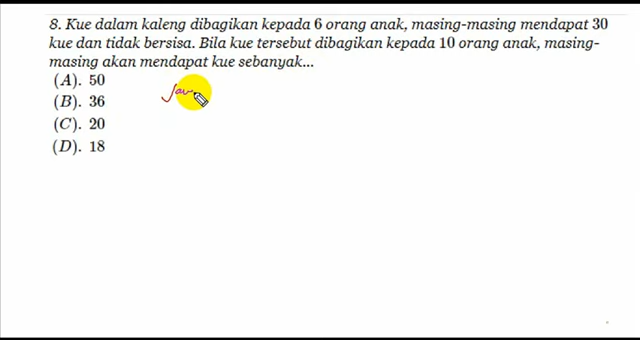 8. Kue dalam kaleng dibagikan kepada 6 orang anak, masing-masing mendapat 30
kue dan tidak bersisa. Bila kue tersebut dibagikan kepada 10 orang anak, masing-
masing akan mendapat kue sebanyak...
(A). 50
(B). 36
(C). 20
(D). 18
Jaw